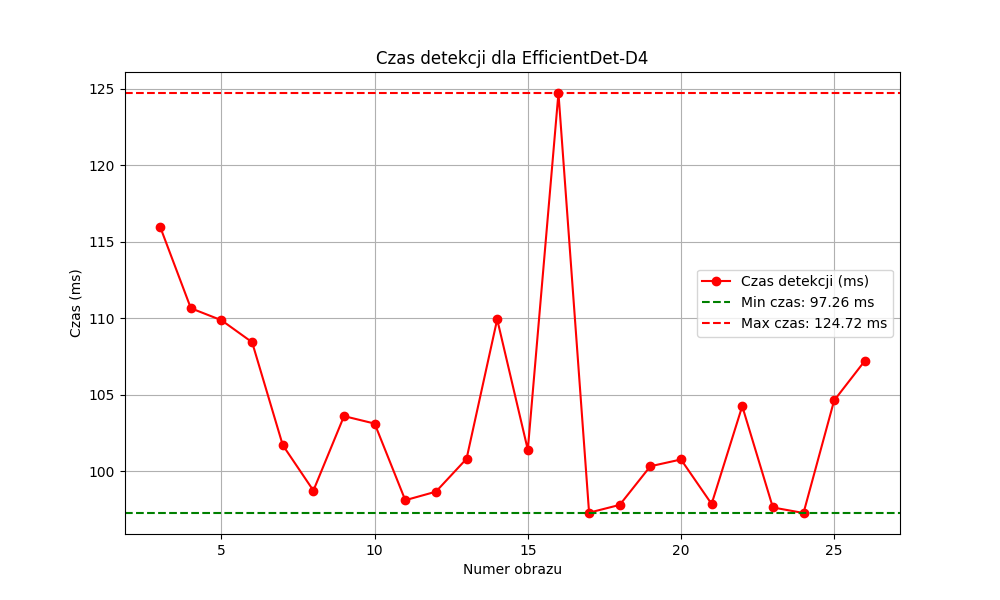 Czas detekcji dla EfficientDet-D4
Czas (ms)
125
120
115
110
105
100
Czas detekcji (ms)
Min czas: 97.26 ms
Max czas: 124.72 ms
5
10
15
20
25
Numer obrazu